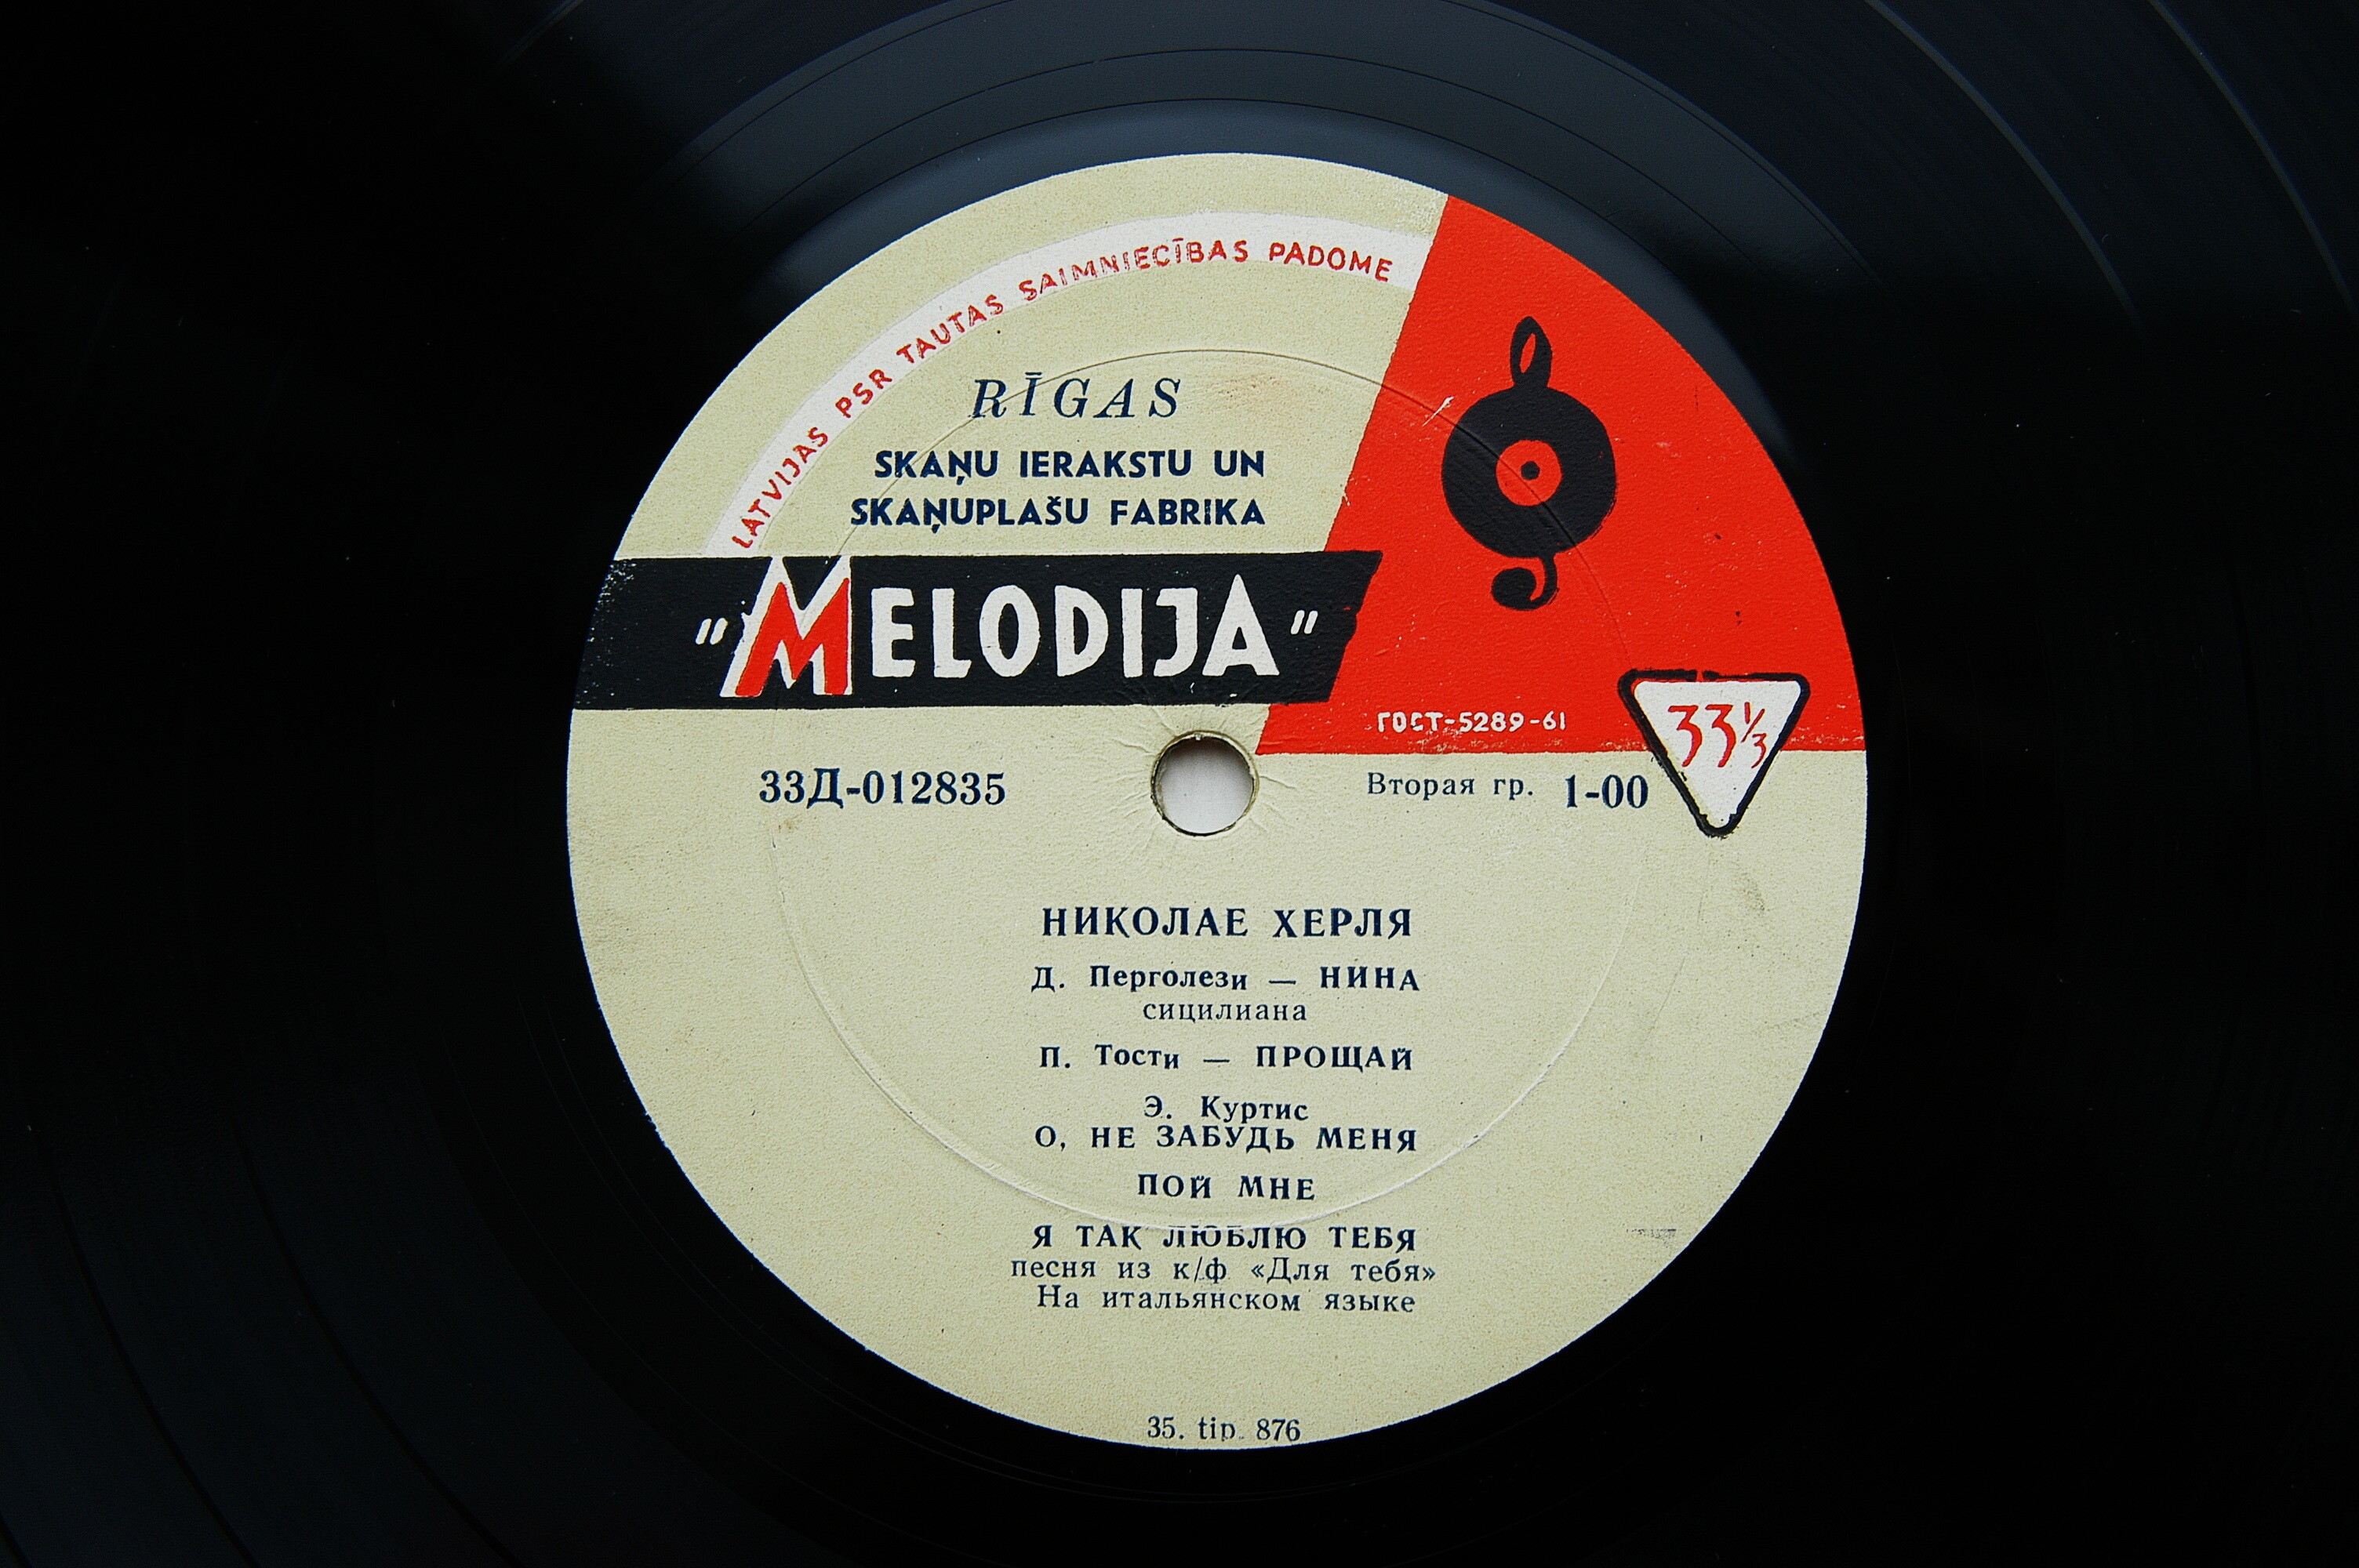 LATVIJAS PSR TAUTAS SAIMNIECĪBAS PADOME
RĪGAS
SKAŅU IERAKSTU UN
SKAŅUPLAŠU FABRIKA
"MELODIJA"
ГОСТ-5289-61
33⅓
33Д-012835
Вторая гр. 1-00
НИКОЛАЕ ХЕРЛЯ
Д. Перголези — НИНА
сицилиана
П. Тости — ПРОЩАЙ
Э. Куртис
О, НЕ ЗАБУДЬ МЕНЯ
ПОЙ МНЕ
Я ТАК ЛЮБЛЮ ТЕБЯ
песня из к/ф «Для тебя»
На итальянском языке
35. tip. 876